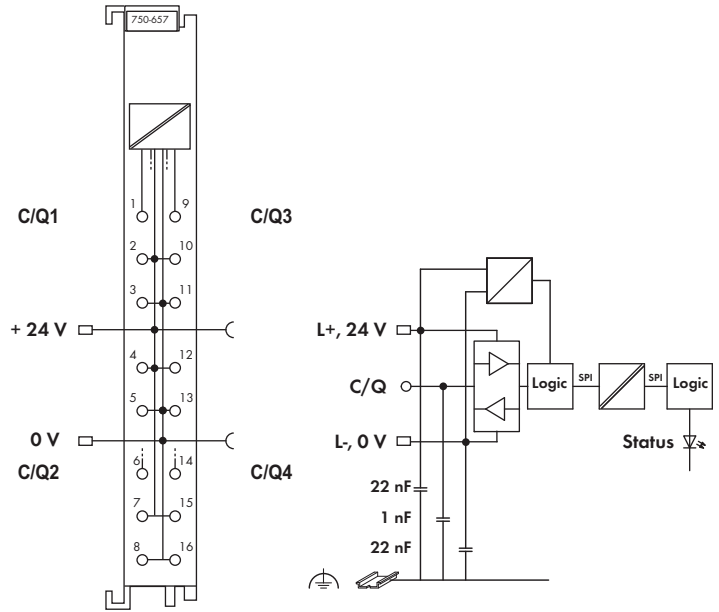 750-657
1 9
C/Q1 C/Q3
2 10
3 11
+ 24 V
4 12
5 13
0 V
C/Q2 C/Q4
6 14
7 15
8 16
L+, 24 V
C/Q
Logic SPI SPI Logic
L-, 0 V
Status
22 nF
1 nF
22 nF